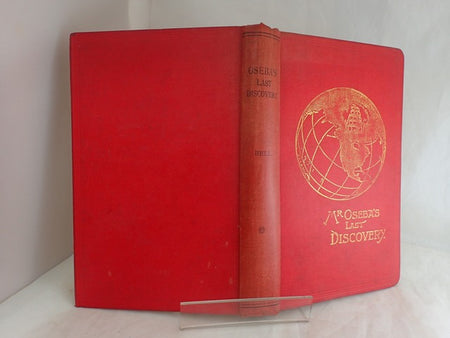 OSEBA'S
LAST
DISCOVERY
BELL
MR OSEBA'S
LAST
DISCOVERY.